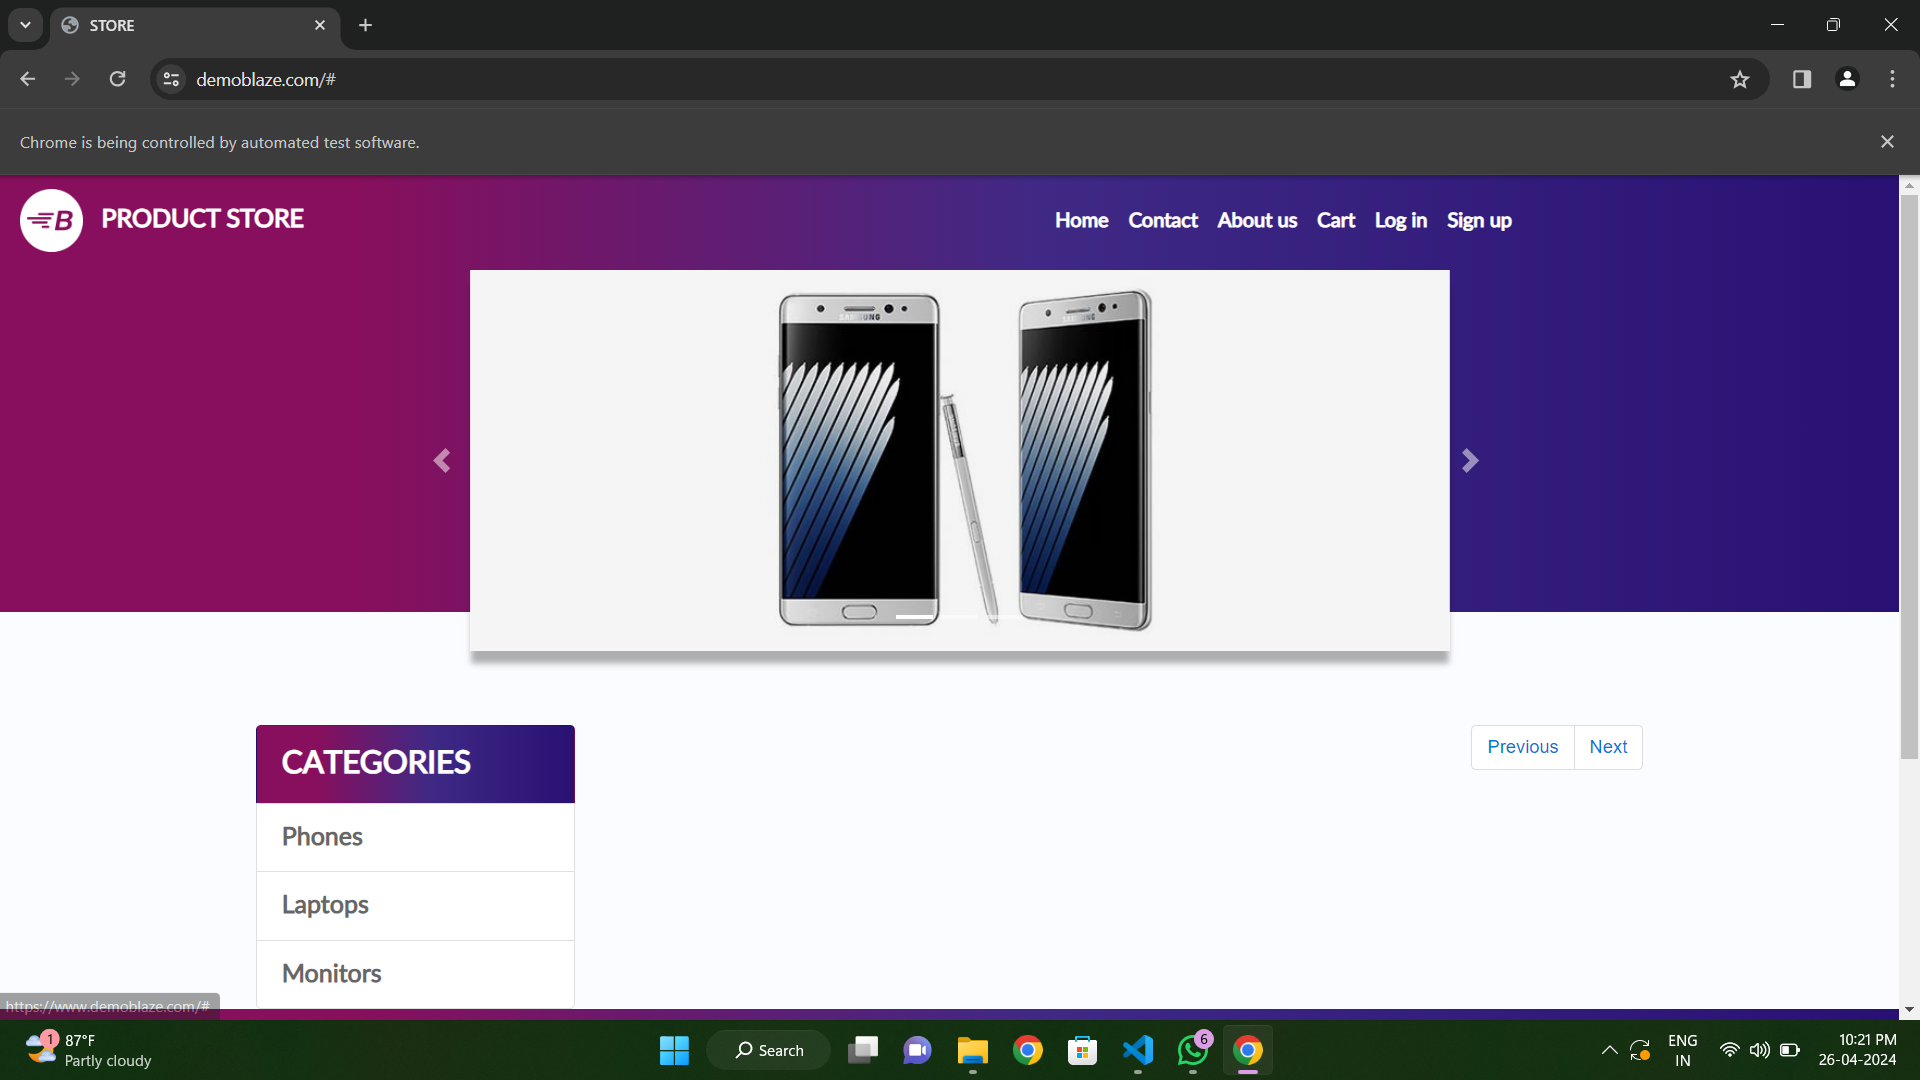 STORE
demoblaze.com/#
Chrome is being controlled by automated test software.
B PRODUCT STORE
Home Contact About us Cart Log in Sign up
SAMSUNG
SAMSUNG
CATEGORIES
Previous Next
Phones
Laptops
Monitors
https://www.demoblaze.com/#
1 87°F
Partly cloudy
Search
6
ENG
IN
10:21 PM
26-04-2024